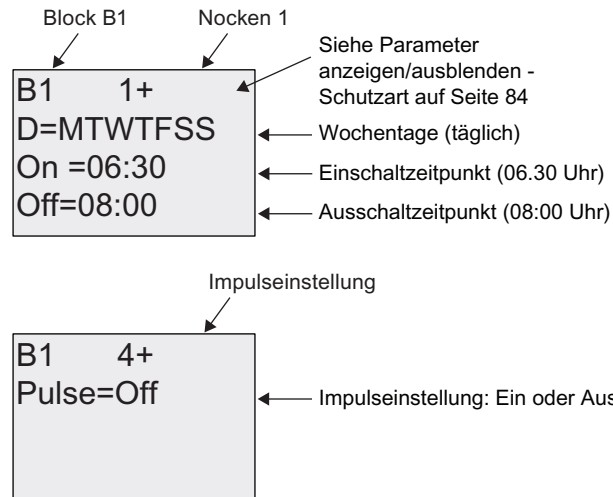 Block B1
Nocken 1
Siehe Parameter
anzeigen/ausblenden -
Schutzart auf Seite 84
B1 1+
D=MTWTFSS
Wochentage (täglich)
On =06:30
Einschaltzeitpunkt (06.30 Uhr)
Off=08:00
Ausschaltzeitpunkt (08:00 Uhr)
Impulseinstellung
B1 4+
Pulse=Off
Impulseinstellung: Ein oder Aus